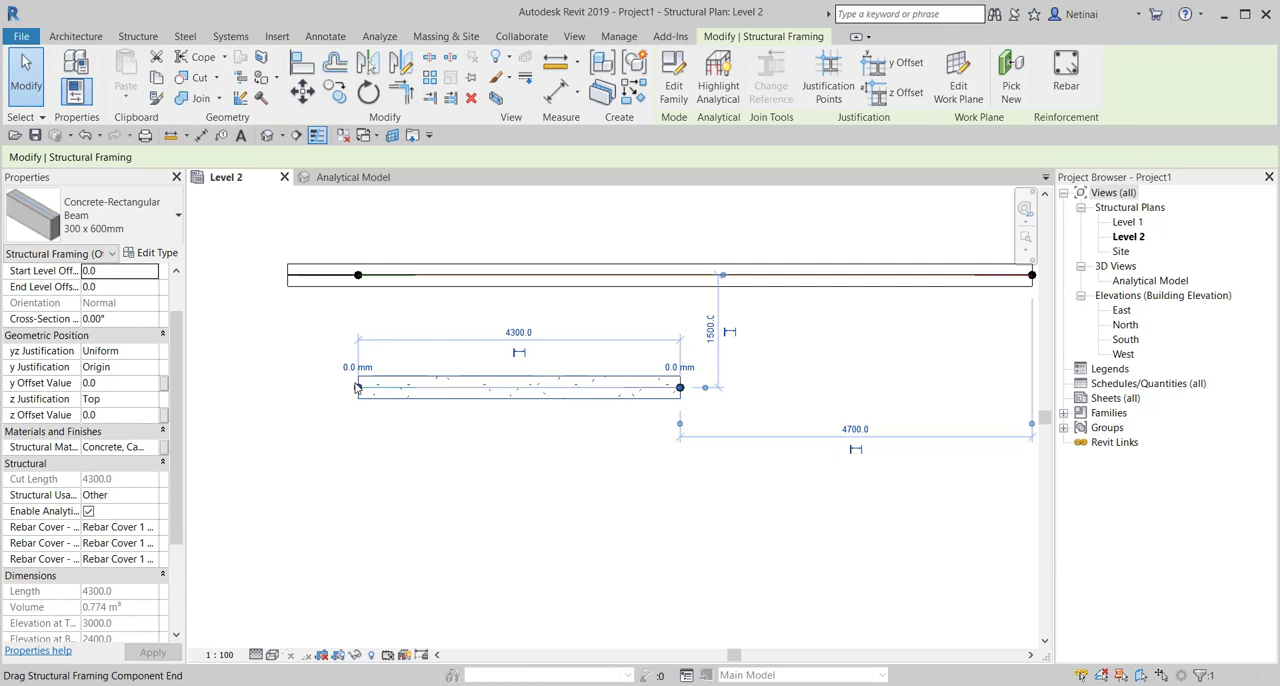 Autodesk Revit 2019 - Project1 - Structural Plan: Level 2
Type a keyword or phrase
Netinai
File Architecture Structure Steel Systems Insert Annotate Analyze Massing & Site Collaborate View Manage Add-Ins Modify | Structural Framing
Modify
Paste
Cope
Cut
Join
Edit Family
Highlight Analytical
Change Reference
Justification Points
y Offset
z Offset
Edit Work Plane
Pick New
Rebar
Select Properties Clipboard Geometry Modify View Measure Create Mode Analytical Join Tools Justification Work Plane Reinforcement
Modify | Structural Framing
Properties
Concrete-Rectangular
Beam
300 x 600mm
Structural Framing (O
Edit Type
Start Level Off... 0.0
End Level Offs... 0.0
Orientation Normal
Cross-Section ... 0.00°
Geometric Position
yz Justification Uniform
y Justification Origin
y Offset Value 0.0
z Justification Top
z Offset Value 0.0
Materials and Finishes
Structural Mat... Concrete, Ca...
Structural
Cut Length 4300.0
Structural Usa... Other
Enable Analyti...
Rebar Cover - ... Rebar Cover 1 ...
Rebar Cover - ... Rebar Cover 1 ...
Rebar Cover - ... Rebar Cover 1 ...
Dimensions
Length 4300.0
Volume 0.774 m³
Elevation at T... 3000.0
Elevation at B... 2400.0
Properties help
Apply
Level 2
Analytical Model
4300.0
0.0 mm
0.0 mm
1500.0
4700.0
1 : 100
Project Browser - Project1
Views (all)
Structural Plans
Level 1
Level 2
Site
3D Views
Analytical Model
Elevations (Building Elevation)
East
North
South
West
Legends
Schedules/Quantities (all)
Sheets (all)
Families
Groups
Revit Links
Drag Structural Framing Component End
:0
Main Model
:1